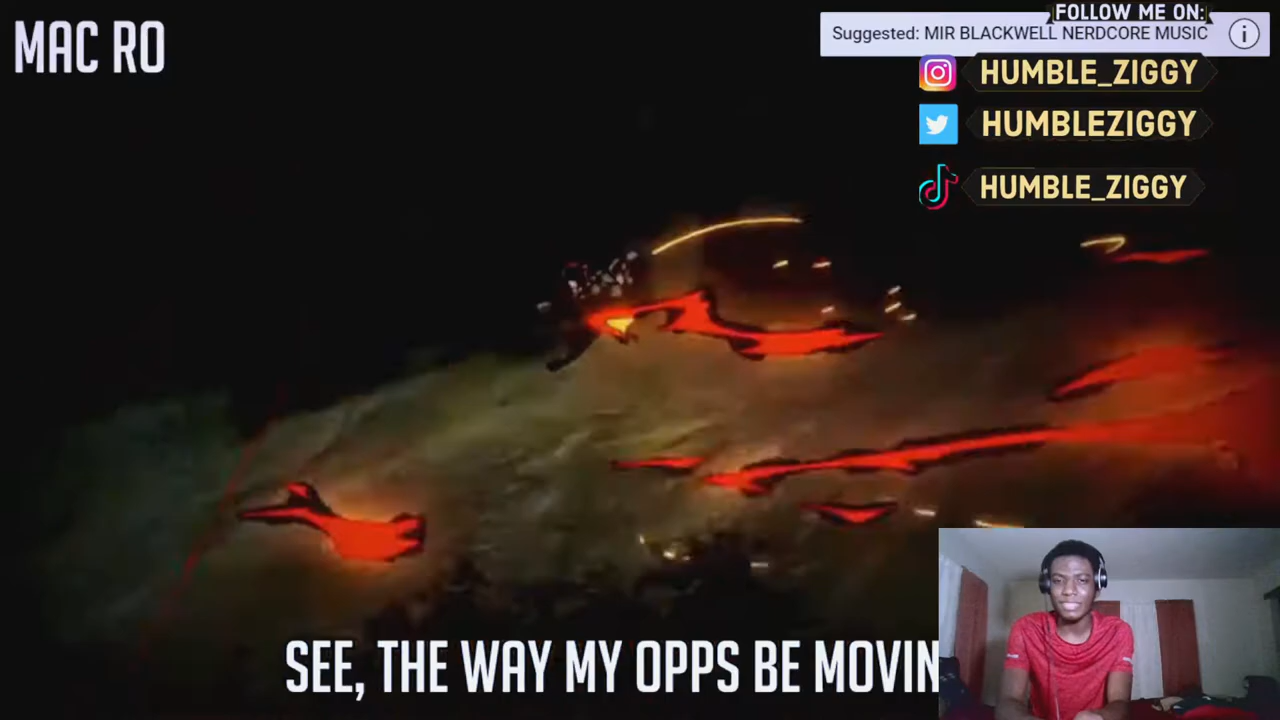 MAC RO
FOLLOW ME ON:
Suggested: MIR BLACKWELL NERDCORE MUSIC
HUMBLE_ZIGGY
HUMBLEZIGGY
HUMBLE_ZIGGY
SEE, THE WAY MY OPPS BE MOVIN